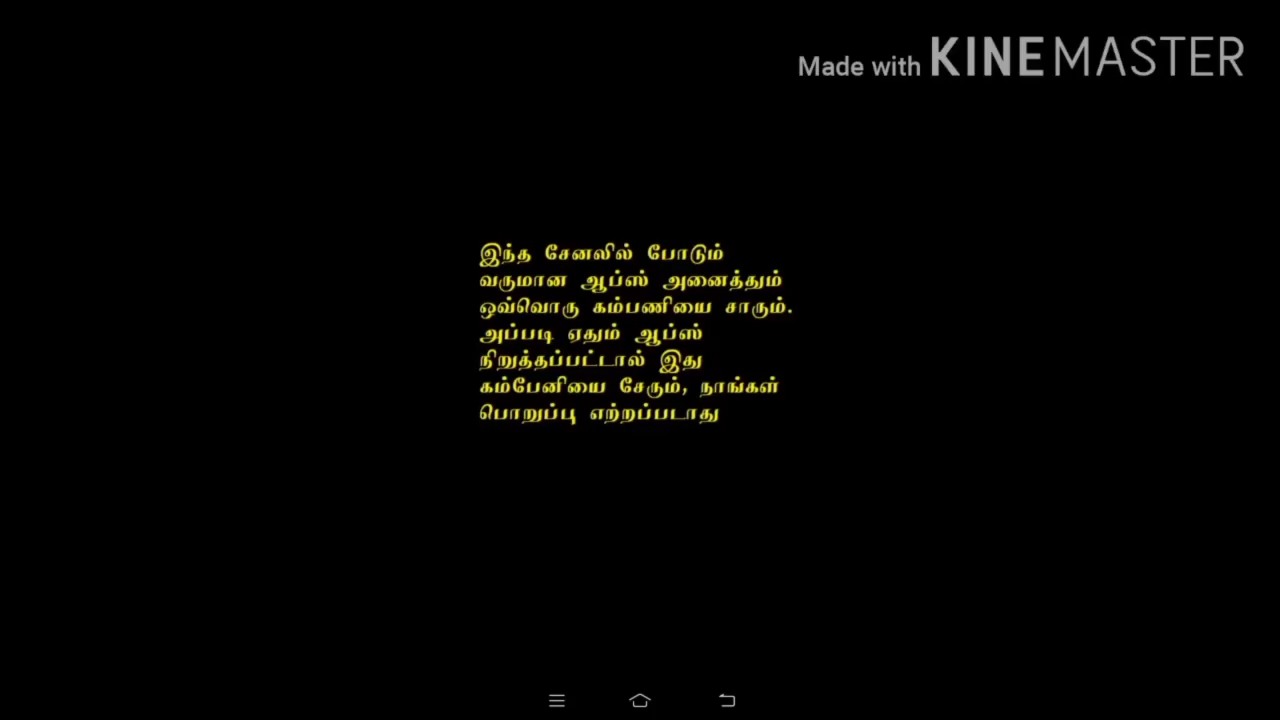 Made with KINEMASTER
இந்த சேனலில் போடும்
வருமான ஆப்ஸ் அனைத்தும்
ஒவ்வொரு கம்பணியை சாரும்.
அப்படி ஏதும் ஆப்ஸ்
நிறுத்தப்பட்டால் இது
கம்பேனியை சேரும், நாங்கள்
பொறுப்பு எற்றப்படாது